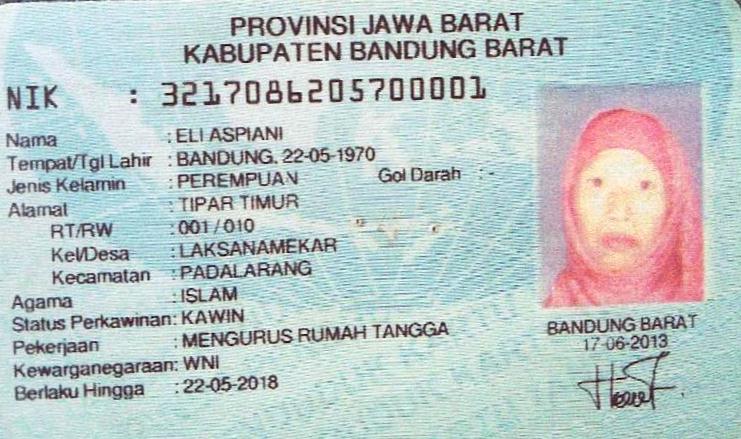 PROVINSI JAWA BARAT
KABUPATEN BANDUNG BARAT
NIK : 3217086205700001
Nama : ELI ASPIANI
Tempat/Tgl Lahir : BANDUNG, 22-05-1970
Jenis Kelamin : PEREMPUAN Gol Darah : -
Alamat : TIPAR TIMUR
RT/RW : 001/010
Kel/Desa : LAKSANAMEKAR
Kecamatan : PADALARANG
Agama : ISLAM
Status Perkawinan: KAWIN
Pekerjaan : MENGURUS RUMAH TANGGA
Kewarganegaraan: WNI
Berlaku Hingga : 22-05-2018
BANDUNG BARAT
17-06-2013